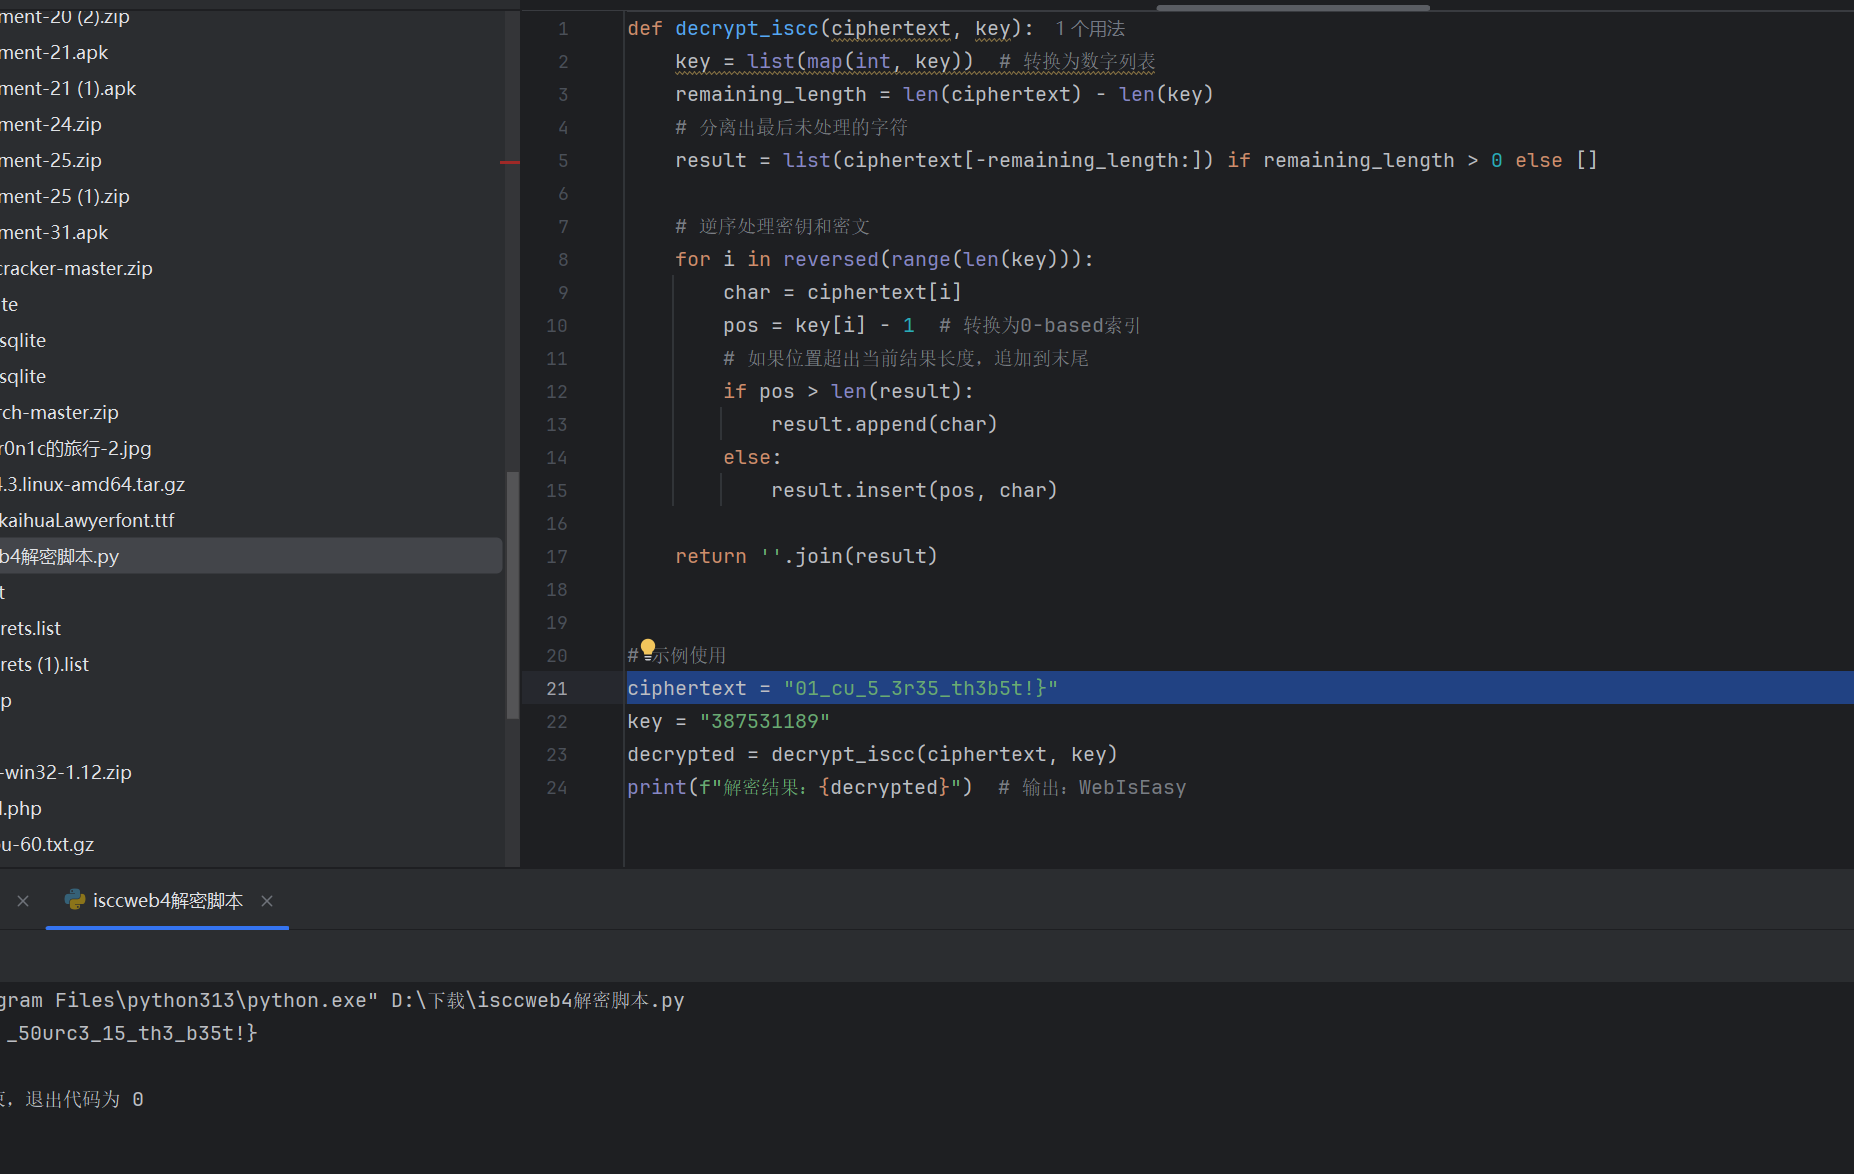 ment-20 (2).zip
ment-21.apk
ment-21 (1).apk
ment-24.zip
ment-25.zip
ment-25 (1).zip
ment-31.apk
cracker-master.zip
te
sqlite
sqlite
rch-master.zip
r0n1c的旅行-2.jpg
4.3.linux-amd64.tar.gz
kaihuaLawyerfont.ttf
b4解密脚本.py
t
rets.list
rets (1).list
p
-win32-1.12.zip
l.php
u-60.txt.gz
1 def decrypt_iscc(ciphertext, key): 1 个用法
2 key = list(map(int, key)) # 转换为数字列表
3 remaining_length = len(ciphertext) - len(key)
4 # 分离出最后未处理的字符
5 result = list(ciphertext[-remaining_length:]) if remaining_length > 0 else []
6
7 # 逆序处理密钥和密文
8 for i in reversed(range(len(key))):
9 char = ciphertext[i]
10 pos = key[i] - 1 # 转换为0-based索引
11 # 如果位置超出当前结果长度，追加到末尾
12 if pos > len(result):
13 result.append(char)
14 else:
15 result.insert(pos, char)
16
17 return ''.join(result)
18
19
20 # 示例使用
21 ciphertext = "01_cu_5_3r35_th3b5t!}"
22 key = "387531189"
23 decrypted = decrypt_iscc(ciphertext, key)
24 print(f"解密结果：{decrypted}") # 输出：WebIsEasy
isccweb4解密脚本
gram Files\python313\python.exe" D:\下载\isccweb4解密脚本.py
_50urc3_15_th3_b35t!}
束，退出代码为 0